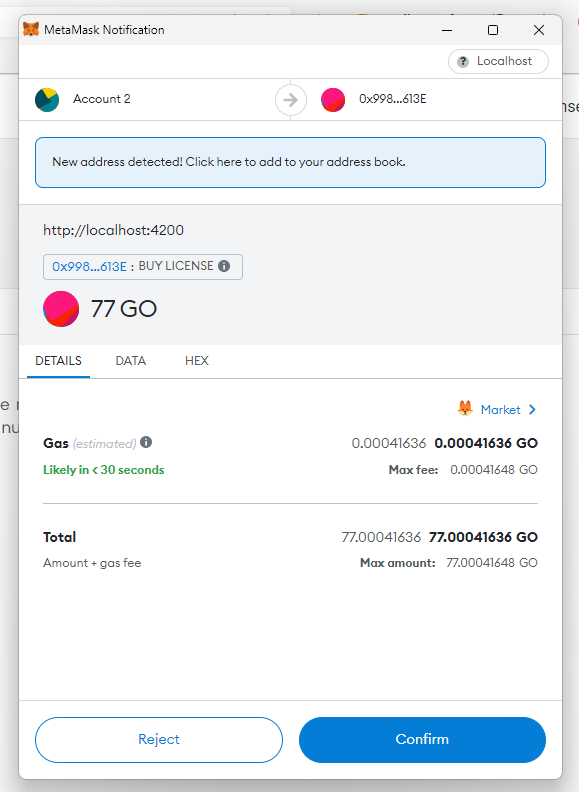 MetaMask Notification
? Localhost
Account 2
0x998...613E
nse
New address detected! Click here to add to your address book.
http://localhost:4200
0x998...613E : BUY LICENSE
77 GO
DETAILS DATA HEX
e r
nu
Market
Gas (estimated) 0.00041636 0.00041636 GO
Likely in < 30 seconds Max fee: 0.00041648 GO
Total 77.00041636 77.00041636 GO
Amount + gas fee Max amount: 77.00041648 GO
Reject Confirm